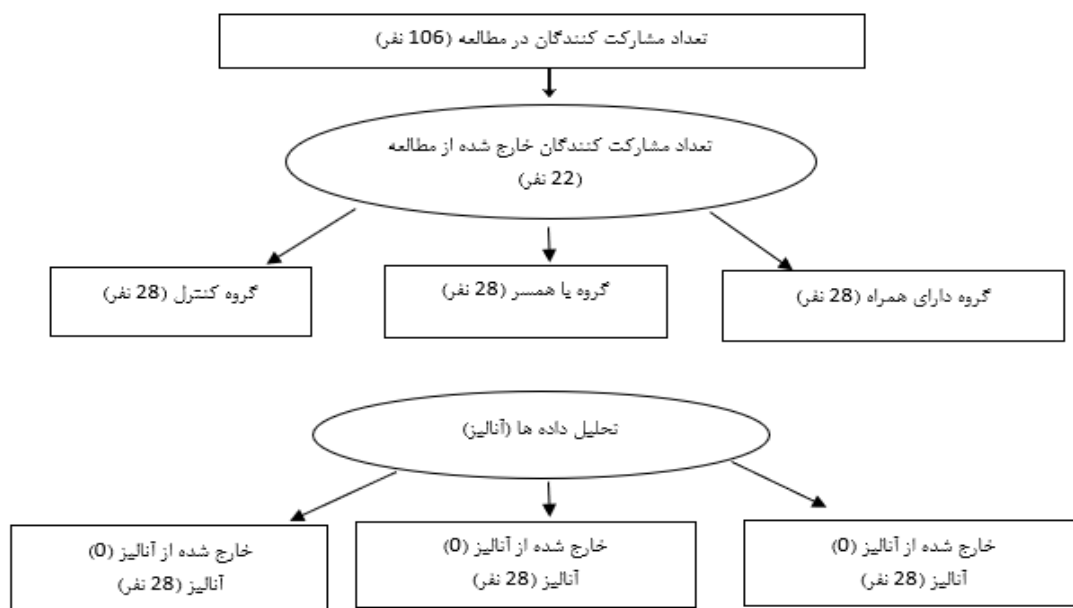 تعداد مشارکت کنندگان در مطالعه (106 نفر)
تعداد مشارکت کنندگان خارج شده از مطالعه
(22 نفر)
گروه دارای همراه (28 نفر)
گروه یا همسر (28 نفر)
گروه کنترل (28 نفر)
تحلیل داده ها (آنالیز)
خارج شده از آنالیز (0)
آنالیز (28 نفر)
خارج شده از آنالیز (0)
آنالیز (28 نفر)
خارج شده از آنالیز (0)
آنالیز (28 نفر)